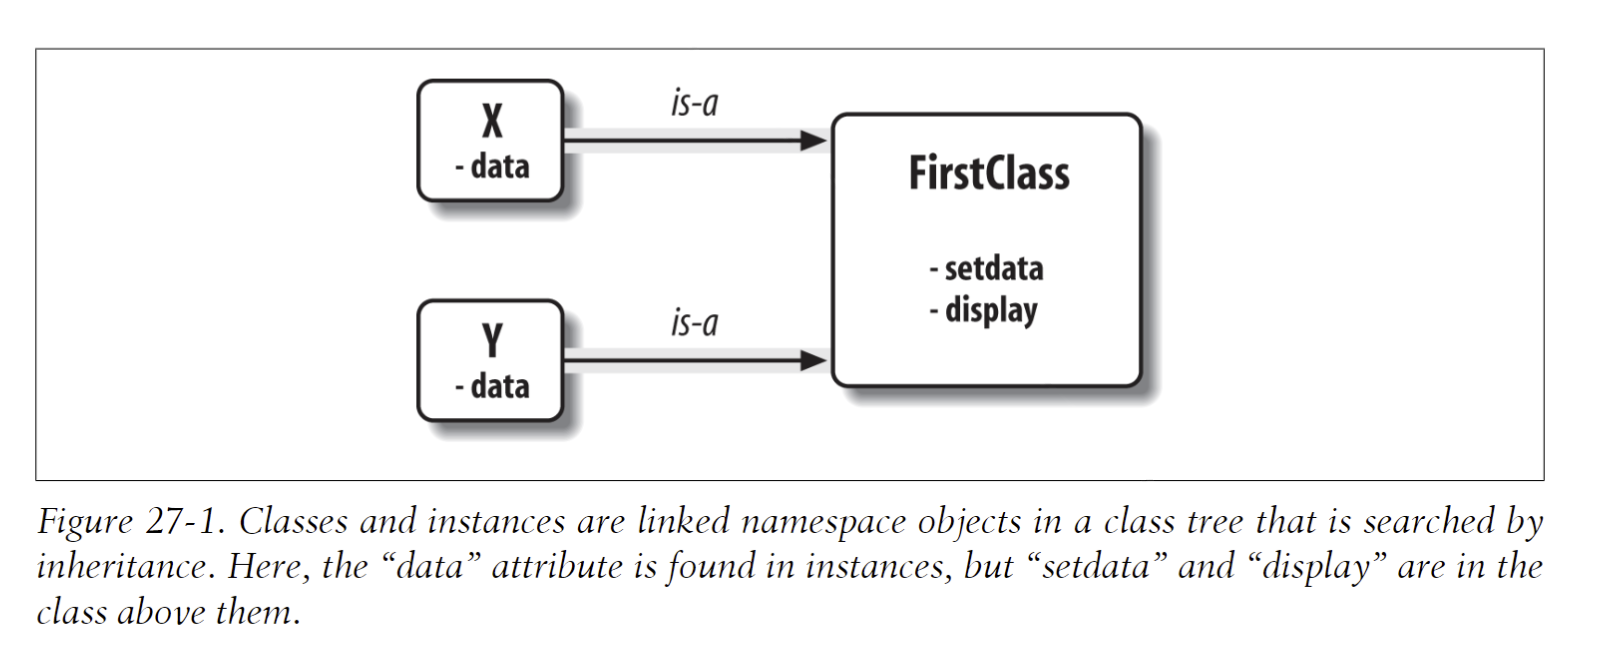 X
- data
is-a
FirstClass
- setdata
- display
Y
- data
is-a
Figure 27-1. Classes and instances are linked namespace objects in a class tree that is searched by
inheritance. Here, the “data” attribute is found in instances, but “setdata” and “display” are in the
class above them.